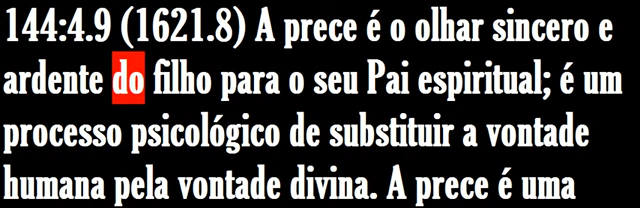 144:4.9 (1621.8) A prece é o olhar sincero e
ardente do filho para o seu Pai espiritual; é um
processo psicológico de substituir a vontade
humana pela vontade divina. A prece é uma